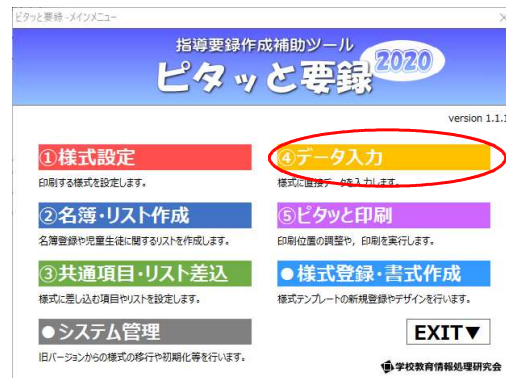 ピタッと要録 -メインメニュー
指導要録作成補助ツール
ピタッと要録 2020
version 1.1.1
①様式設定
印刷する様式を設定します。
②名簿・リスト作成
名簿登録や児童生徒に関するリストを作成します。
③共通項目・リスト差込
様式に差し込む項目やリストを設定します。
●システム管理
旧バージョンからの様式の移行や初期化等を行います。
④データ入力
様式に直接データを入力します。
⑤ピタッと印刷
印刷位置の調整や，印刷を実行します。
●様式登録・書式作成
様式テンプレートの新規登録やデザインを行います。
EXIT▼
学校教育情報処理研究会